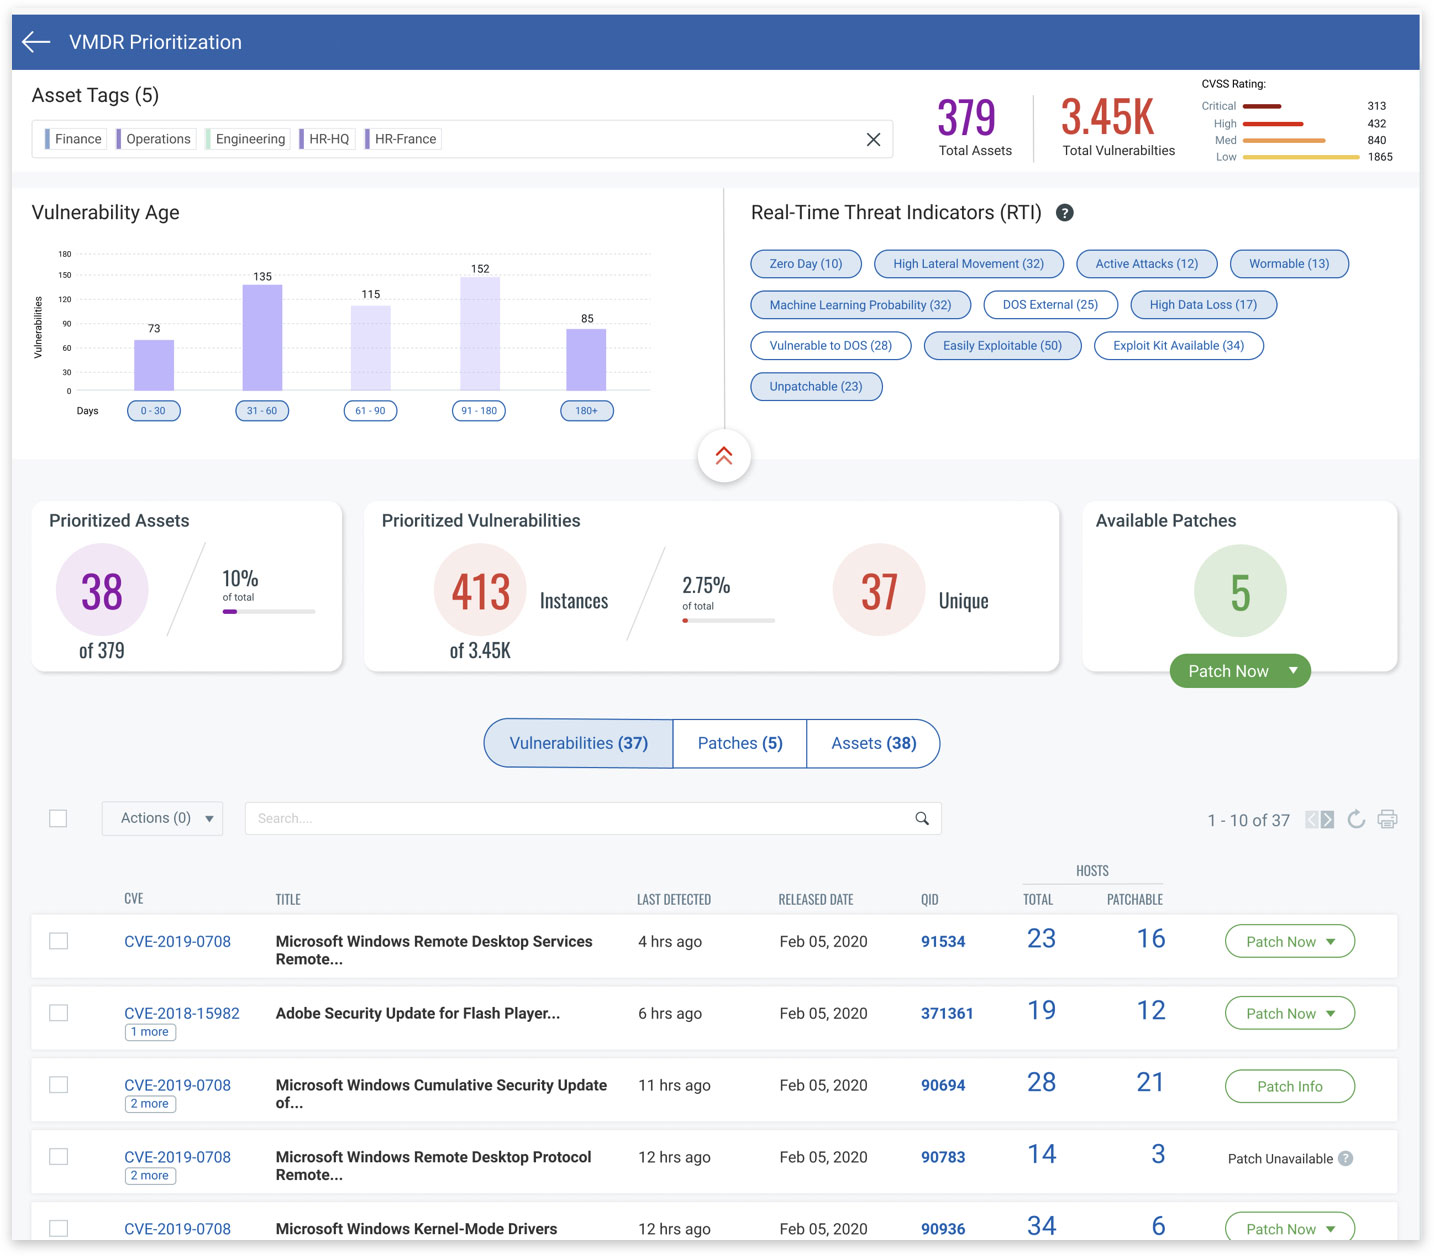 VMDR Prioritization
Asset Tags (5)
Finance
Operations
Engineering
HR-HQ
HR-France
379
Total Assets
3.45K
Total Vulnerabilties
CVSS Rating:
Critical 313
High 432
Med 840
Low 1865
Vulnerability Age
Vulnerabilities
180
150
120
90
60
30
0
73
135
115
152
85
Days
0 - 30
31 - 60
61 - 90
91 - 180
180+
Real-Time Threat Indicators (RTI) ?
Zero Day (10)
High Lateral Movement (32)
Active Attacks (12)
Wormable (13)
Machine Learning Probability (32)
DOS External (25)
High Data Loss (17)
Vulnerable to DOS (28)
Easily Exploitable (50)
Exploit Kit Available (34)
Unpatchable (23)
Prioritized Assets
38
of 379
10%
of total
Prioritized Vulnerabilities
413
Instances
of 3.45K
2.75%
of total
37
Unique
Available Patches
5
Patch Now
Vulnerabilities (37)
Patches (5)
Assets (38)
Actions (0)
Search....
1 - 10 of 37
HOSTS
CVE TITLE LAST DETECTED RELEASED DATE QID TOTAL PATCHABLE
CVE-2019-0708 Microsoft Windows Remote Desktop Services 4 hrs ago Feb 05, 2020 91534 23 16 Patch Now
Remote...
CVE-2018-15982 Adobe Security Update for Flash Player... 6 hrs ago Feb 05, 2020 371361 19 12 Patch Now
1 more
CVE-2019-0708 Microsoft Windows Cumulative Security Update 11 hrs ago Feb 05, 2020 90694 28 21 Patch Info
2 more of...
CVE-2019-0708 Microsoft Windows Remote Desktop Protocol 12 hrs ago Feb 05, 2020 90783 14 3 Patch Unavailable ?
2 more Remote...
CVE-2019-0708 Microsoft Windows Kernel-Mode Drivers 12 hrs ago Feb 05, 2020 90936 34 6 Patch Now